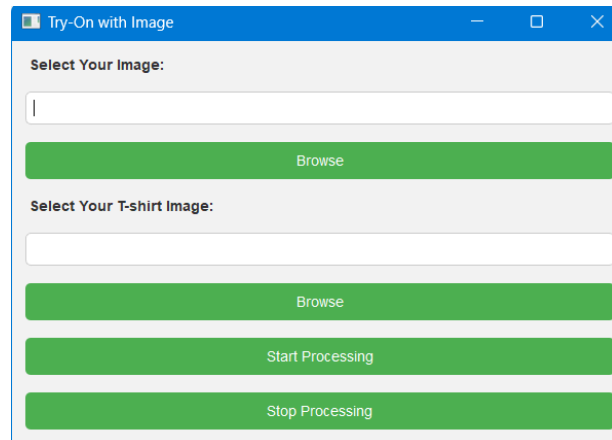 Try-On with Image
Select Your Image:
Browse
Select Your T-shirt Image:
Browse
Start Processing
Stop Processing